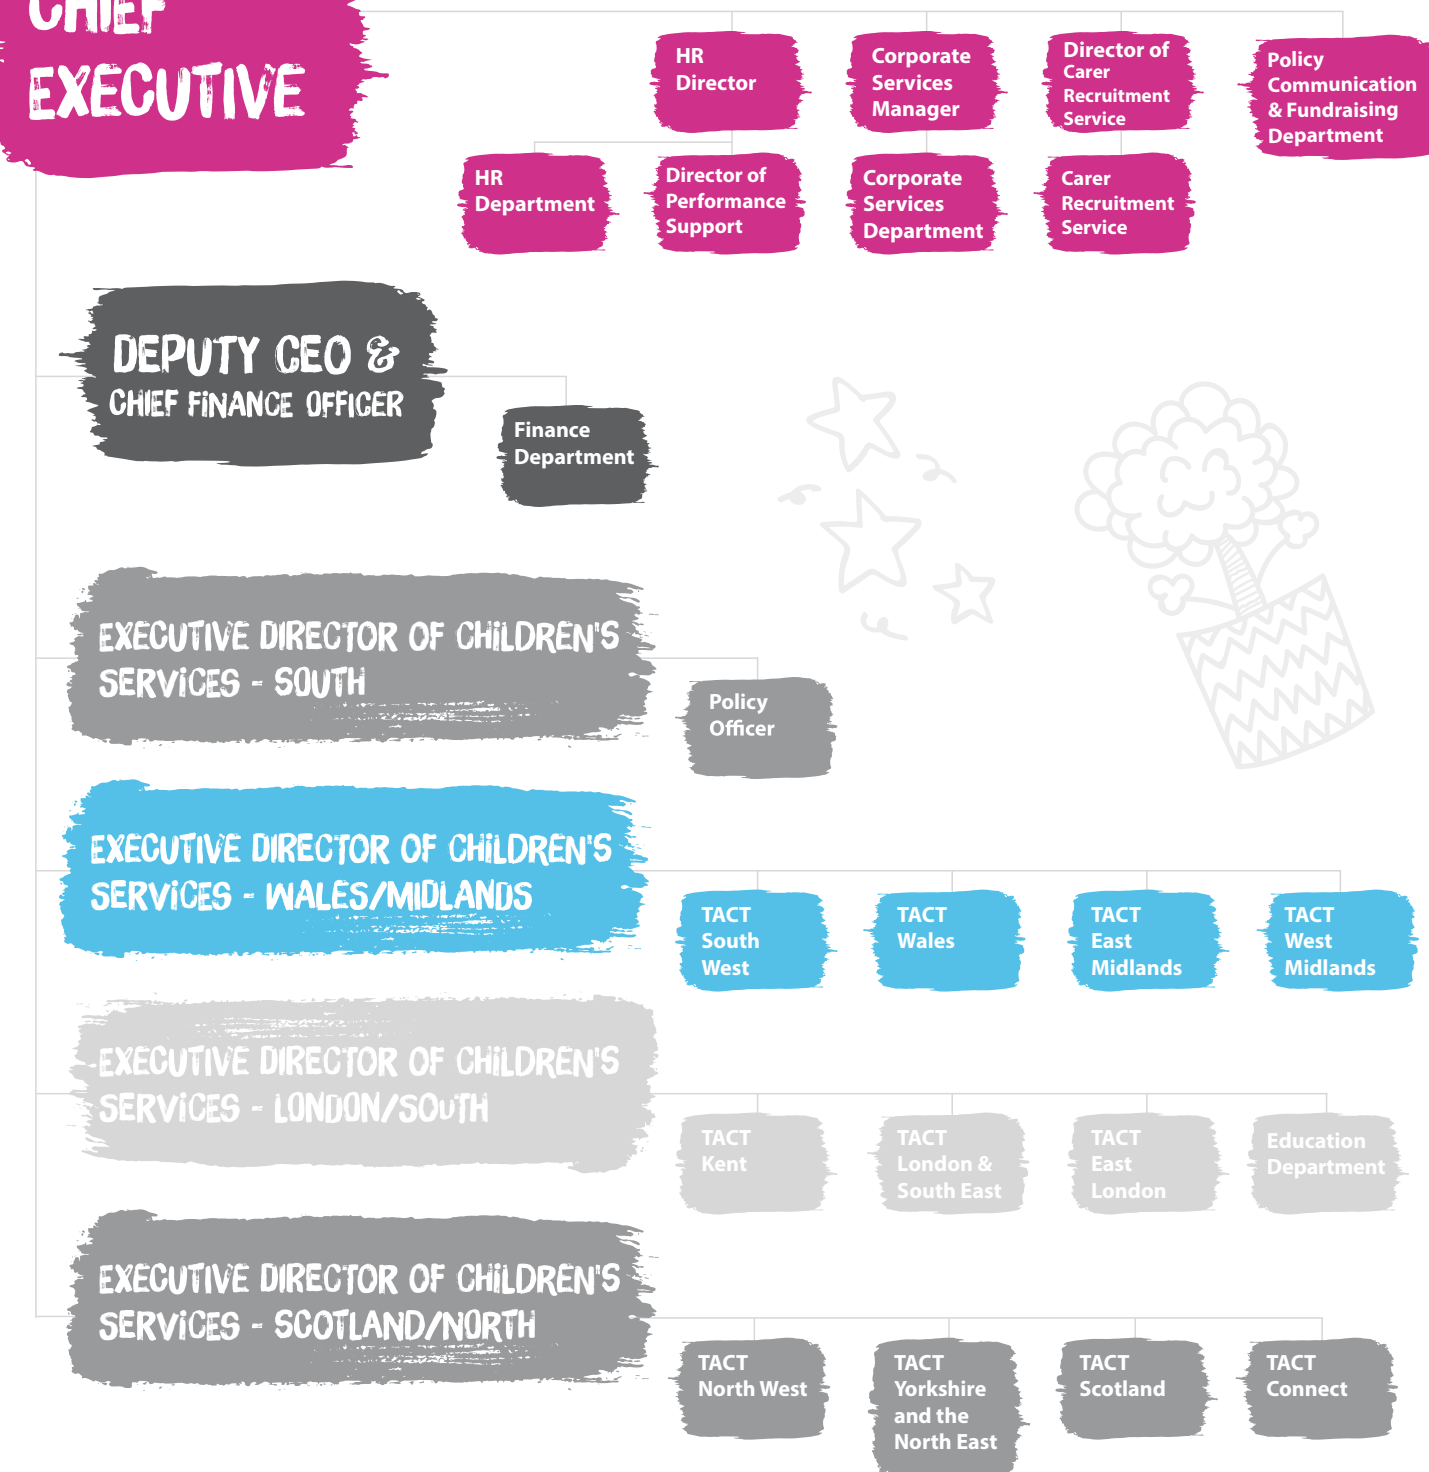 CHIEF
EXECUTIVE
HR
Director
Corporate
Services
Manager
Director of
Carer
Recruitment
Service
Policy
Communication
& Fundraising
Department
HR
Department
Director of
Performance
Support
Corporate
Services
Department
Carer
Recruitment
Service
DEPUTY CEO &
CHIEF FINANCE OFFICER
Finance
Department
EXECUTIVE DIRECTOR OF CHILDREN'S
SERVICES - SOUTH
Policy
Officer
EXECUTIVE DIRECTOR OF CHILDREN'S
SERVICES - WALES/MIDLANDS
TACT
South
West
TACT
Wales
TACT
East
Midlands
TACT
West
Midlands
EXECUTIVE DIRECTOR OF CHILDREN'S
SERVICES - LONDON/SOUTH
TACT
Kent
TACT
London &
South East
TACT
East
London
Education
Department
EXECUTIVE DIRECTOR OF CHILDREN'S
SERVICES - SCOTLAND/NORTH
TACT
North West
TACT
Yorkshire
and the
North East
TACT
Scotland
TACT
Connect